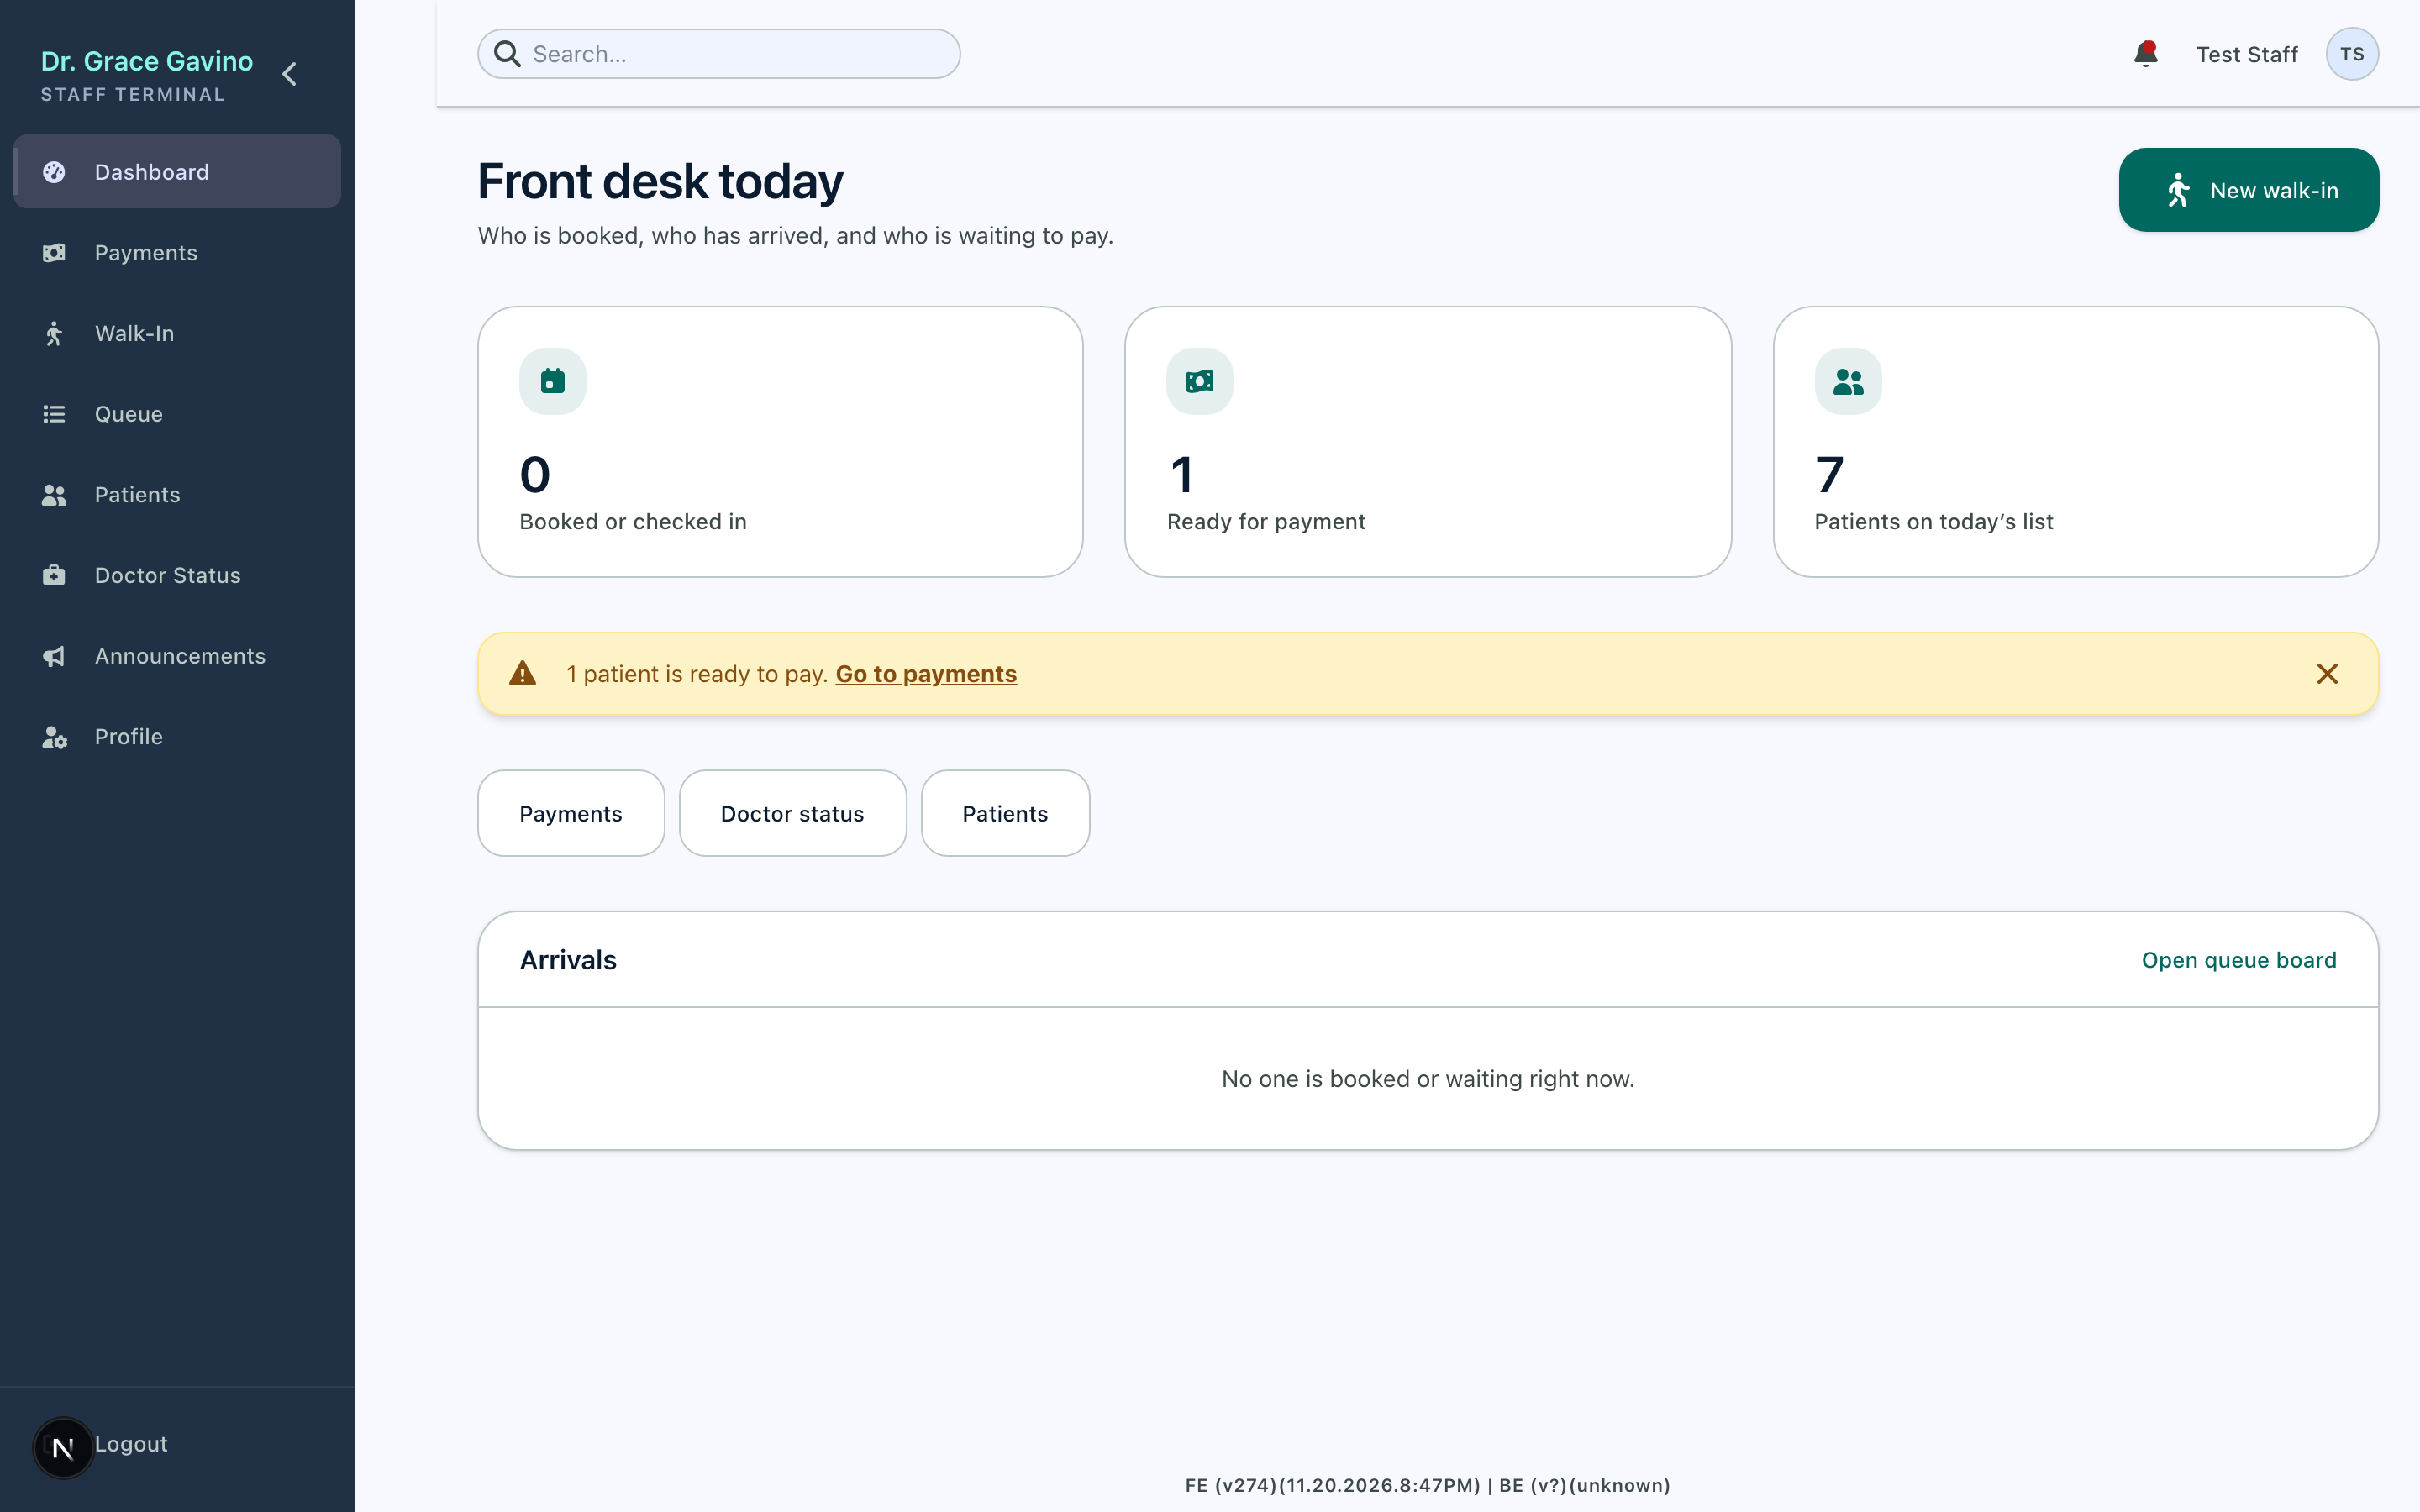 Dr. Grace Gavino
STAFF TERMINAL
Dashboard
Payments
Walk-In
Queue
Patients
Doctor Status
Announcements
Profile
N Logout
Search...
Test Staff TS
Front desk today
Who is booked, who has arrived, and who is waiting to pay.
New walk-in
0
Booked or checked in
1
Ready for payment
7
Patients on today’s list
1 patient is ready to pay. Go to payments
Payments
Doctor status
Patients
Arrivals
Open queue board
No one is booked or waiting right now.
FE (v274)(11.20.2026.8:47PM) | BE (v?)(unknown)